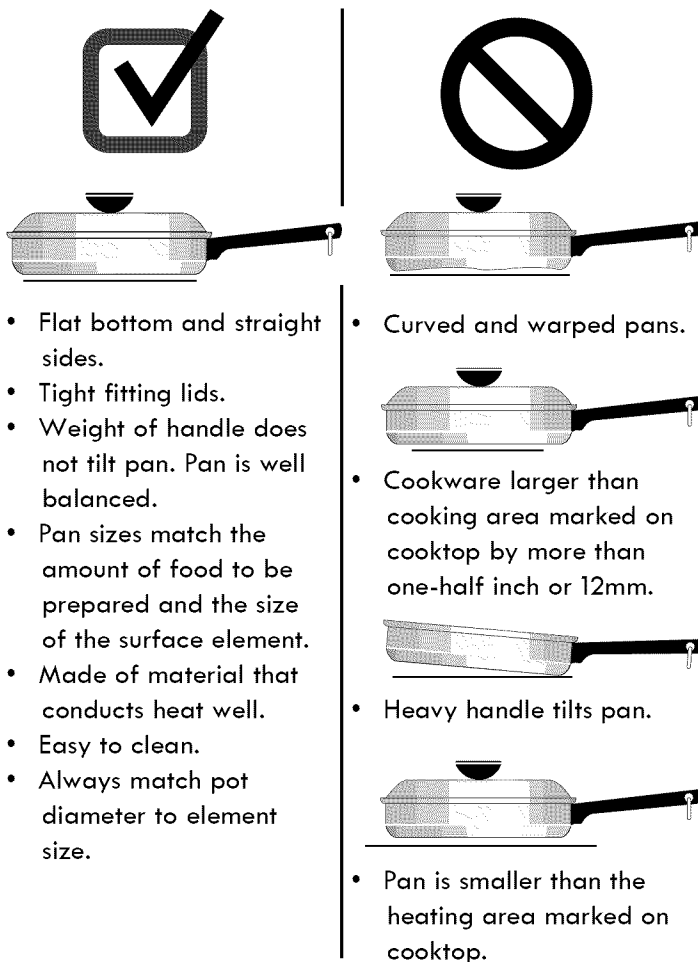 • Flat bottom and straight
sides.
• Tight fitting lids.
• Weight of handle does
not tilt pan. Pan is well
balanced.
• Pan sizes match the
amount of food to be
prepared and the size
of the surface element.
• Made of material that
conducts heat well.
• Easy to clean.
• Always match pot
diameter to element
size.
• Curved and warped pans.
• Cookware larger than
cooking area marked on
cooktop by more than
one-half inch or 12mm.
• Heavy handle tilts pan.
• Pan is smaller than the
heating area marked on
cooktop.